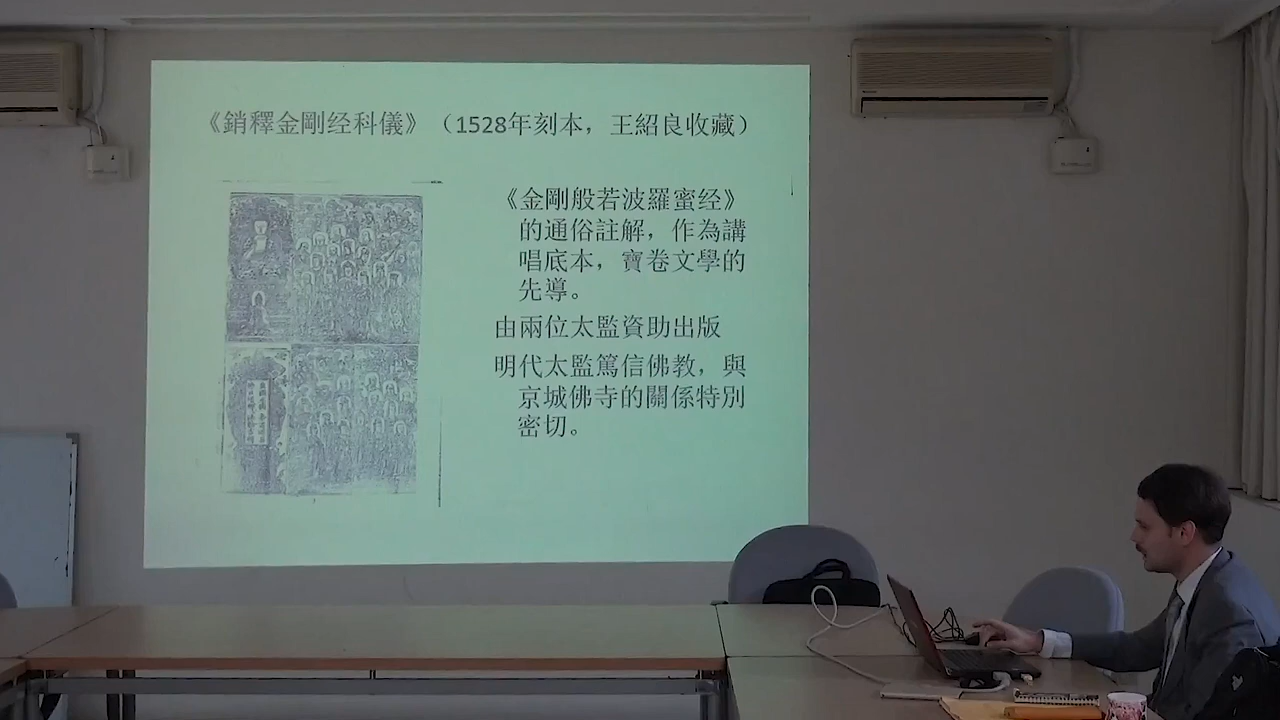 《銷釋金剛经科儀》（1528年刻本，王紹良收藏）
《金剛般若波羅蜜经》
的通俗註解，作為講
唱底本，寶卷文學的
先導。
由兩位太監資助出版
明代太監篤信佛教，與
京城佛寺的關係特別
密切。